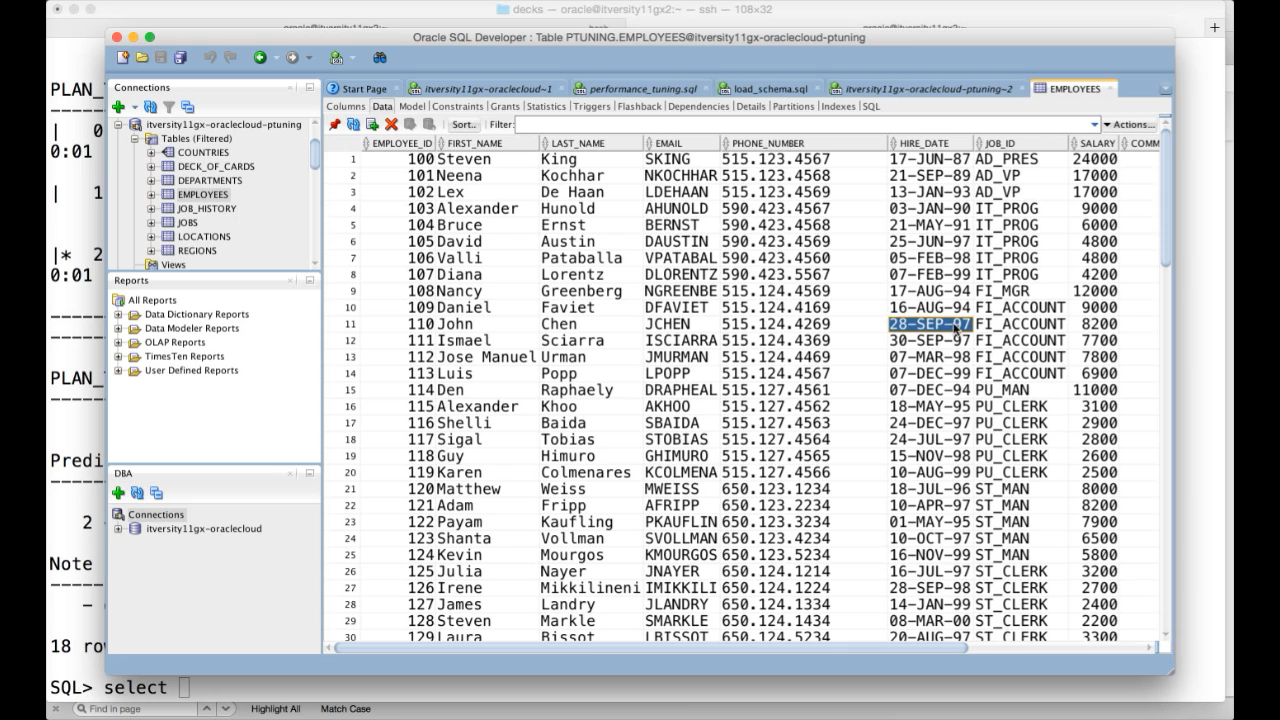 decks — oracle@itversity11gx2:~ — ssh — 108×32
oracle@itversity11gx2:~
Oracle SQL Developer : Table PTUNING.EMPLOYEES@itversity11gx-oraclecloud-ptuning
Connections
Start Page
itversity11gx-oraclecloud~1
performance_tuning.sql
load_schema.sql
itversity11gx-oraclecloud-ptuning~2
EMPLOYEES
Columns Data Model Constraints Grants Statistics Triggers Flashback Dependencies Details Partitions Indexes SQL
Sort.. Filter: Actions...
itversity11gx-oraclecloud-ptuning
Tables (Filtered)
COUNTRIES
DECK_OF_CARDS
DEPARTMENTS
EMPLOYEES
JOB_HISTORY
JOBS
LOCATIONS
REGIONS
Views
Reports
All Reports
Data Dictionary Reports
Data Modeler Reports
OLAP Reports
TimesTen Reports
User Defined Reports
DBA
Connections
itversity11gx-oraclecloud
EMPLOYEE_ID FIRST_NAME LAST_NAME EMAIL PHONE_NUMBER HIRE_DATE JOB_ID SALARY COMM
1 100 Steven King SKING 515.123.4567 17-JUN-87 AD_PRES 24000
2 101 Neena Kochhar NKOCHHAR 515.123.4568 21-SEP-89 AD_VP 17000
3 102 Lex De Haan LDEHAAN 515.123.4569 13-JAN-93 AD_VP 17000
4 103 Alexander Hunold AHUNOLD 590.423.4567 03-JAN-90 IT_PROG 9000
5 104 Bruce Ernst BERNST 590.423.4568 21-MAY-91 IT_PROG 6000
6 105 David Austin DAUSTIN 590.423.4569 25-JUN-97 IT_PROG 4800
7 106 Valli Pataballa VPATABAL 590.423.4560 05-FEB-98 IT_PROG 4800
8 107 Diana Lorentz DLORENTZ 590.423.5567 07-FEB-99 IT_PROG 4200
9 108 Nancy Greenberg NGREENBE 515.124.4569 17-AUG-94 FI_MGR 12000
10 109 Daniel Faviet DFAVIET 515.124.4169 16-AUG-94 FI_ACCOUNT 9000
11 110 John Chen JCHEN 515.124.4269 28-SEP-97 FI_ACCOUNT 8200
12 111 Ismael Sciarra ISCIARRA 515.124.4369 30-SEP-97 FI_ACCOUNT 7700
13 112 Jose Manuel Urman JMURMAN 515.124.4469 07-MAR-98 FI_ACCOUNT 7800
14 113 Luis Popp LPOPP 515.124.4567 07-DEC-99 FI_ACCOUNT 6900
15 114 Den Raphaely DRAPHEAL 515.127.4561 07-DEC-94 PU_MAN 11000
16 115 Alexander Khoo AKHOO 515.127.4562 18-MAY-95 PU_CLERK 3100
17 116 Shelli Baida SBAIDA 515.127.4563 24-DEC-97 PU_CLERK 2900
18 117 Sigal Tobias STOBIAS 515.127.4564 24-JUL-97 PU_CLERK 2800
19 118 Guy Himuro GHIMURO 515.127.4565 15-NOV-98 PU_CLERK 2600
20 119 Karen Colmenares KCOLMENA 515.127.4566 10-AUG-99 PU_CLERK 2500
21 120 Matthew Weiss MWEISS 650.123.1234 18-JUL-96 ST_MAN 8000
22 121 Adam Fripp AFRIPP 650.123.2234 10-APR-97 ST_MAN 8200
23 122 Payam Kaufling PKAUFLIN 650.123.3234 01-MAY-95 ST_MAN 7900
24 123 Shanta Vollman SVOLLMAN 650.123.4234 10-OCT-97 ST_MAN 6500
25 124 Kevin Mourgos KMOURGOS 650.123.5234 16-NOV-99 ST_MAN 5800
26 125 Julia Nayer JNAYER 650.124.1214 16-JUL-97 ST_CLERK 3200
27 126 Irene Mikkilineni IMIKKILI 650.124.1224 28-SEP-98 ST_CLERK 2700
28 127 James Landry JLANDRY 650.124.1334 14-JAN-99 ST_CLERK 2400
29 128 Steven Markle SMARKLE 650.124.1434 08-MAR-00 ST_CLERK 2200
30 129 Laura Bissot LBISSOT 650.124.5234 20-AUG-97 ST_CLERK 3300
PLAN_
| 0
0:01
| 1
|* 2
0:01
PLAN_
Predi
2
Note
18 ro
SQL> select
Find in page Highlight All Match Case